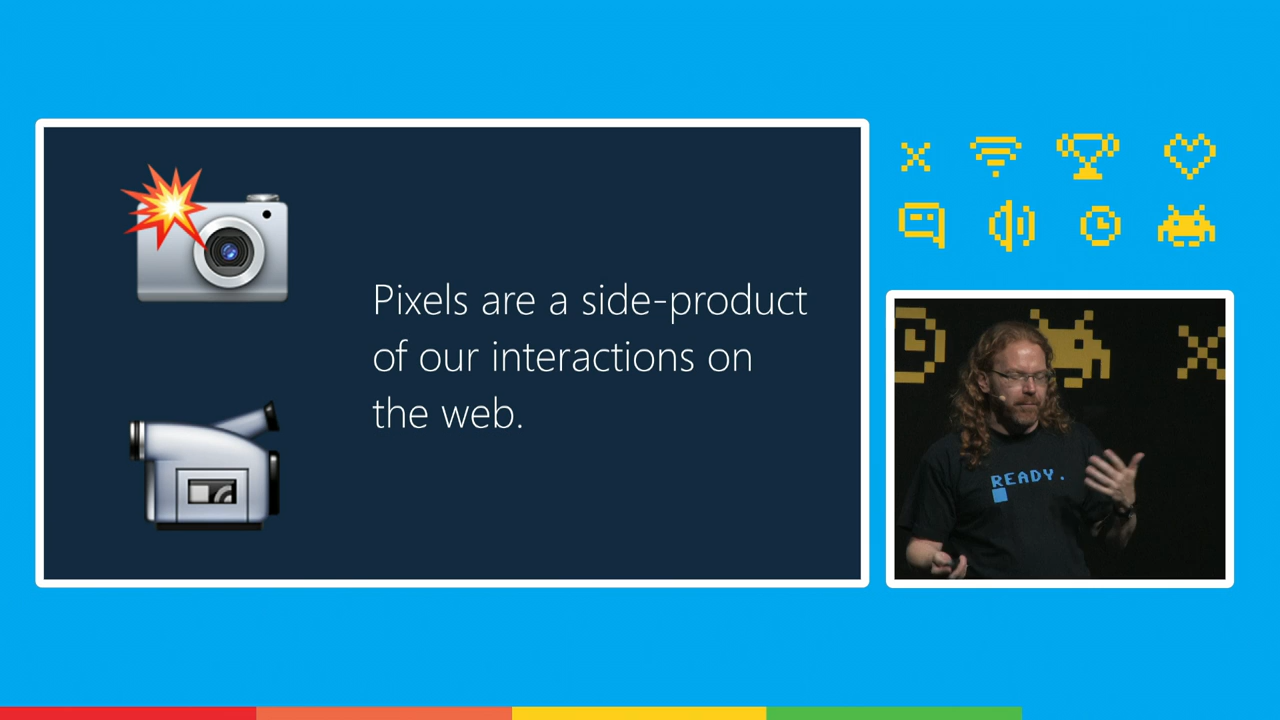 Pixels are a side-product
of our interactions on
the web.
READY.